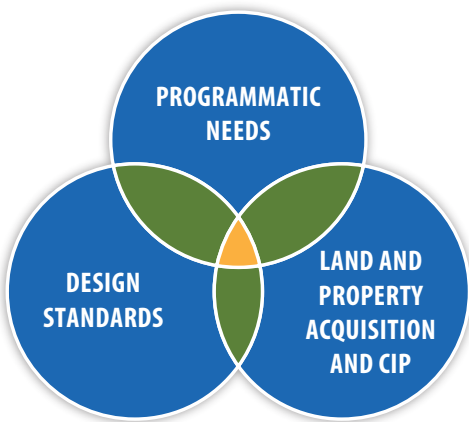 PROGRAMMATIC
NEEDS
DESIGN
STANDARDS
LAND AND
PROPERTY
ACQUISITION
AND CIP